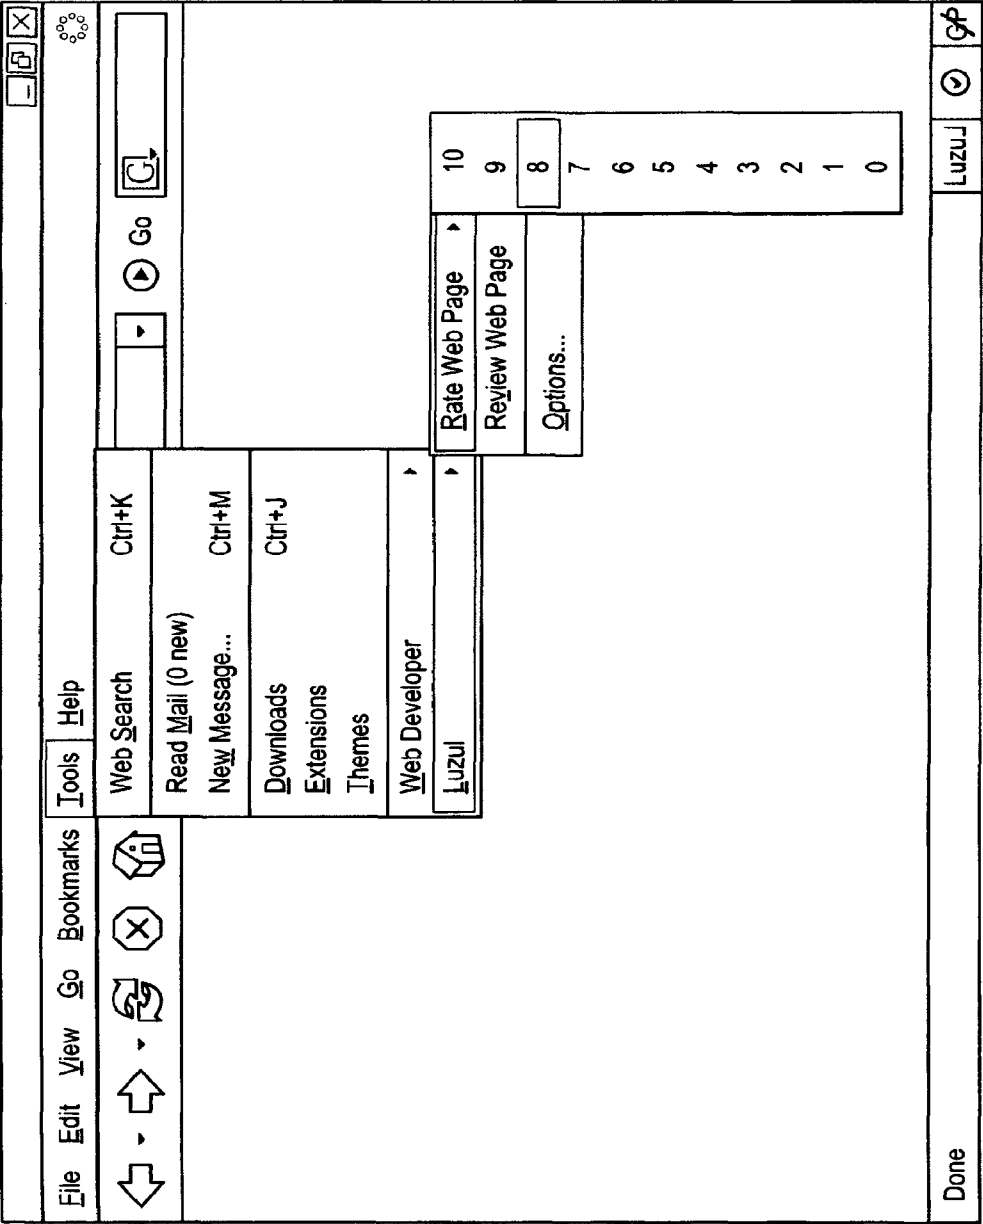 File Edit View Go Bookmarks Tools Help
Go G
Web Search Ctrl+K
Read Mail (0 new)
New Message... Ctrl+M
Downloads Ctrl+J
Extensions
Themes
Web Developer
Luzul
Rate Web Page
Review Web Page
Options...
10
9
8
7
6
5
4
3
2
1
0
Done Luzul